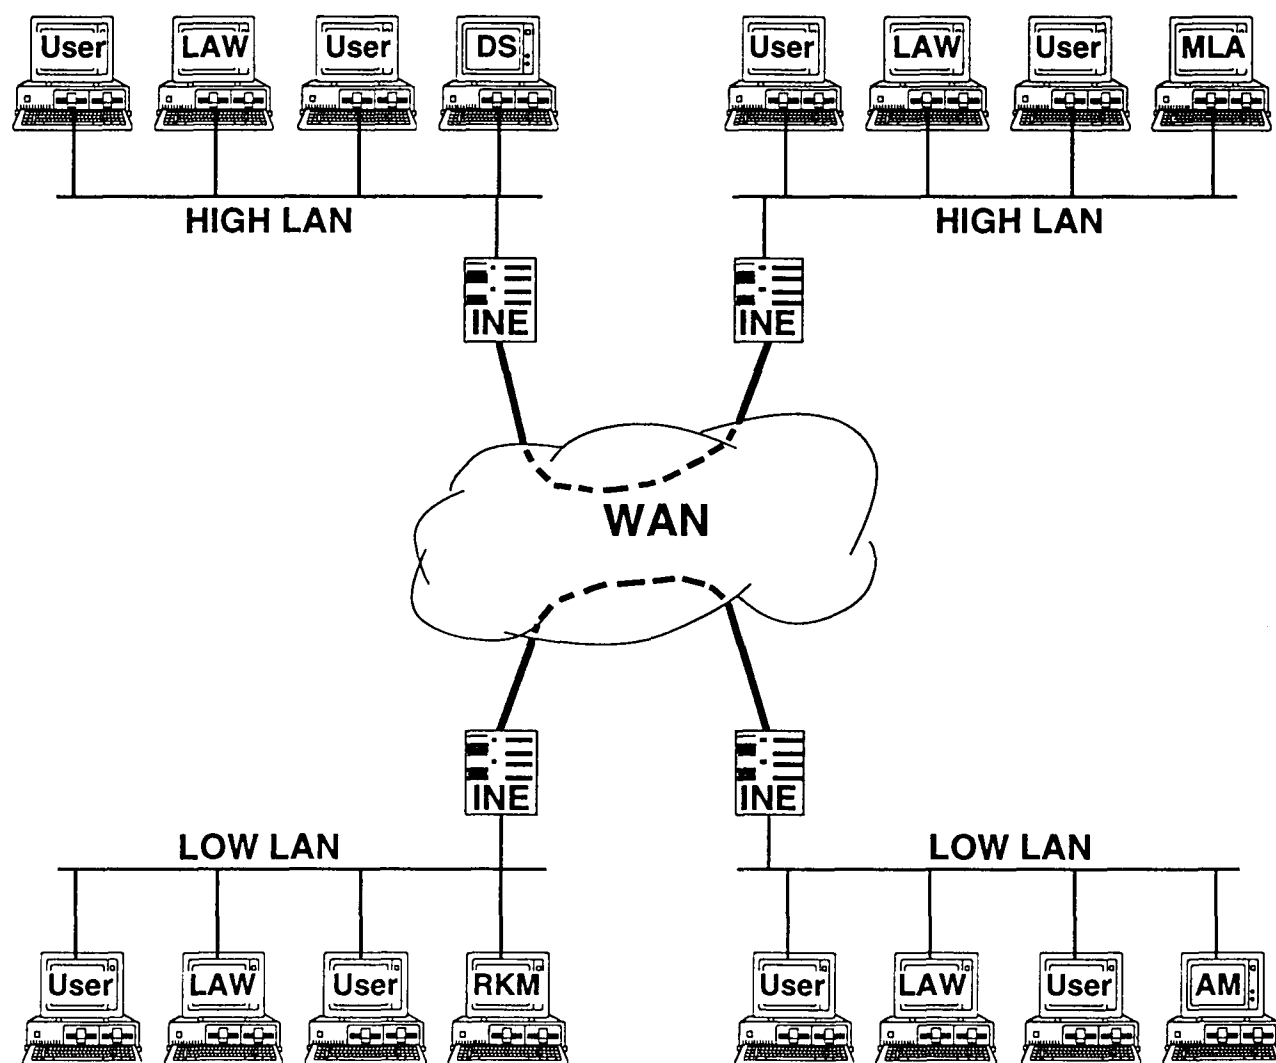 User LAW User DS
User LAW User MLA
HIGH LAN
HIGH LAN
INE
INE
WAN
INE
INE
LOW LAN
LOW LAN
User LAW User RKM
User LAW User AM